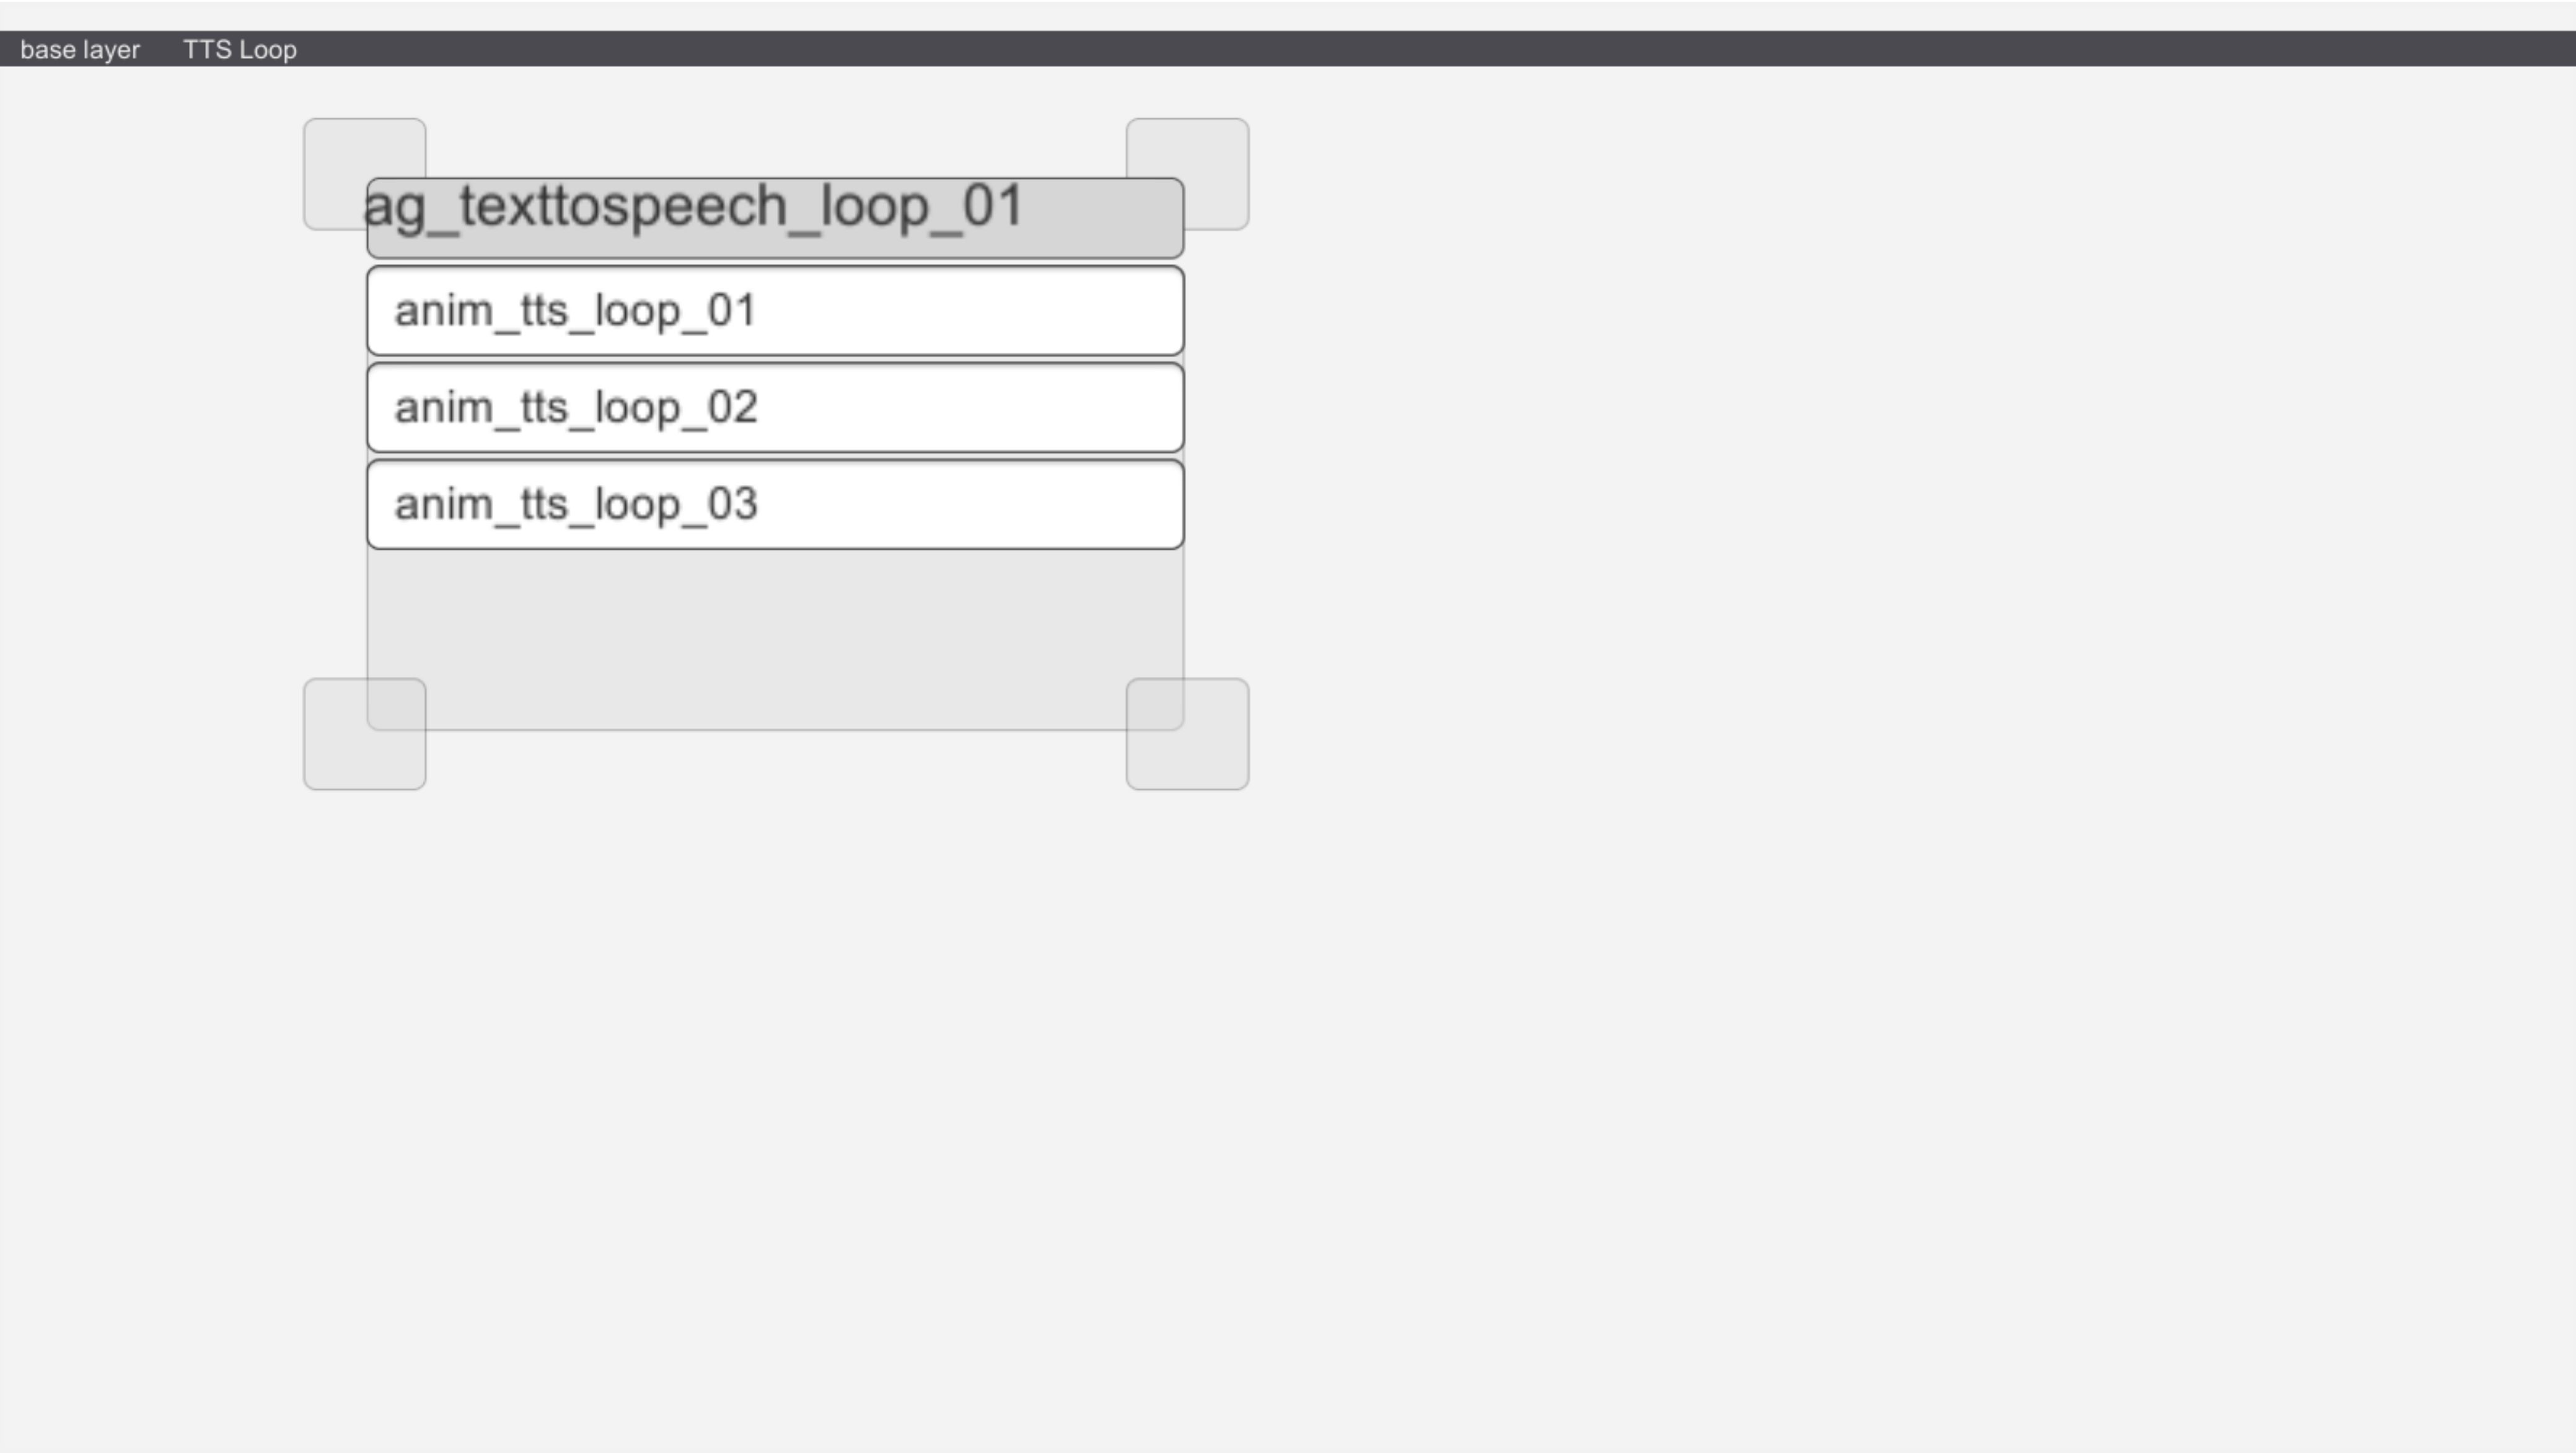 base layer TTS Loop
ag_texttospeech_loop_01
anim_tts_loop_01
anim_tts_loop_02
anim_tts_loop_03